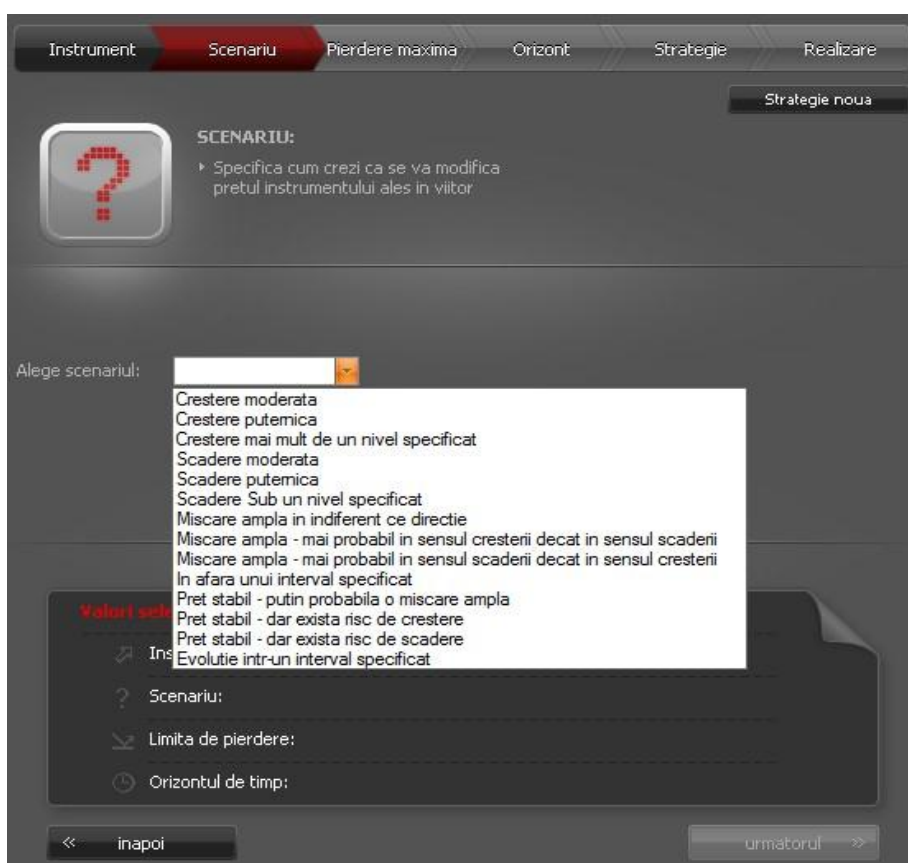 Instrument Scenariu Pierdere maxima Orizont Strategie Realizare
Strategie noua
SCENARIU:
Specifica cum crezi ca se va modifica
pretul instrumentului ales in viitor
Alege scenariul:
Crestere moderata
Crestere puternica
Crestere mai mult de un nivel specificat
Scadere moderata
Scadere puternica
Scadere Sub un nivel specificat
Miscare ampla in indiferent ce directie
Miscare ampla - mai probabil in sensul cresterii decat in sensul scaderii
Miscare ampla - mai probabil in sensul scaderii decat in sensul cresterii
In afara unui interval specificat
Pret stabil - putin probabila o miscare ampla
Pret stabil - dar exista risc de crestere
Pret stabil - dar exista risc de scadere
Evolutie intr-un interval specificat
Valori
Scenariu:
Limita de pierdere:
Orizontul de timp:
« inapoi
urmatorul »